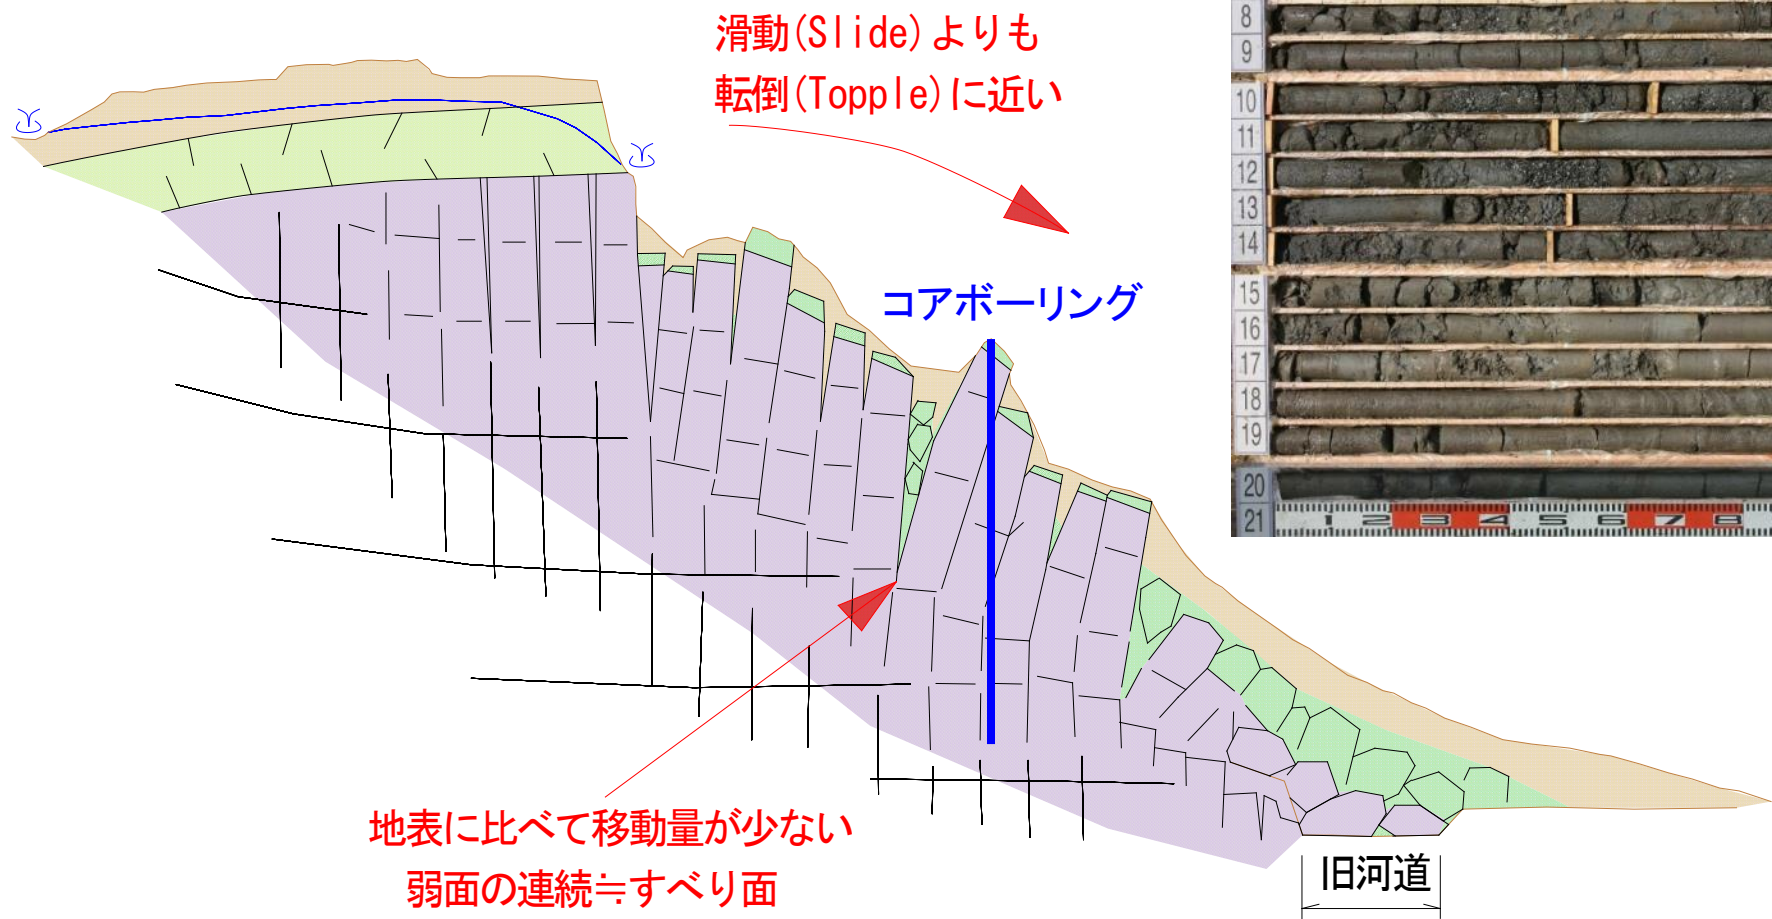 滑動(Slide)よりも
転倒(Topple)に近い
コアボーリング
地表に比べて移動量が少ない
弱面の連続≒すべり面
旧河道
8
9
10
11
12
13
14
15
16
17
18
19
20
21
1 2 3 4 5 6 7 8